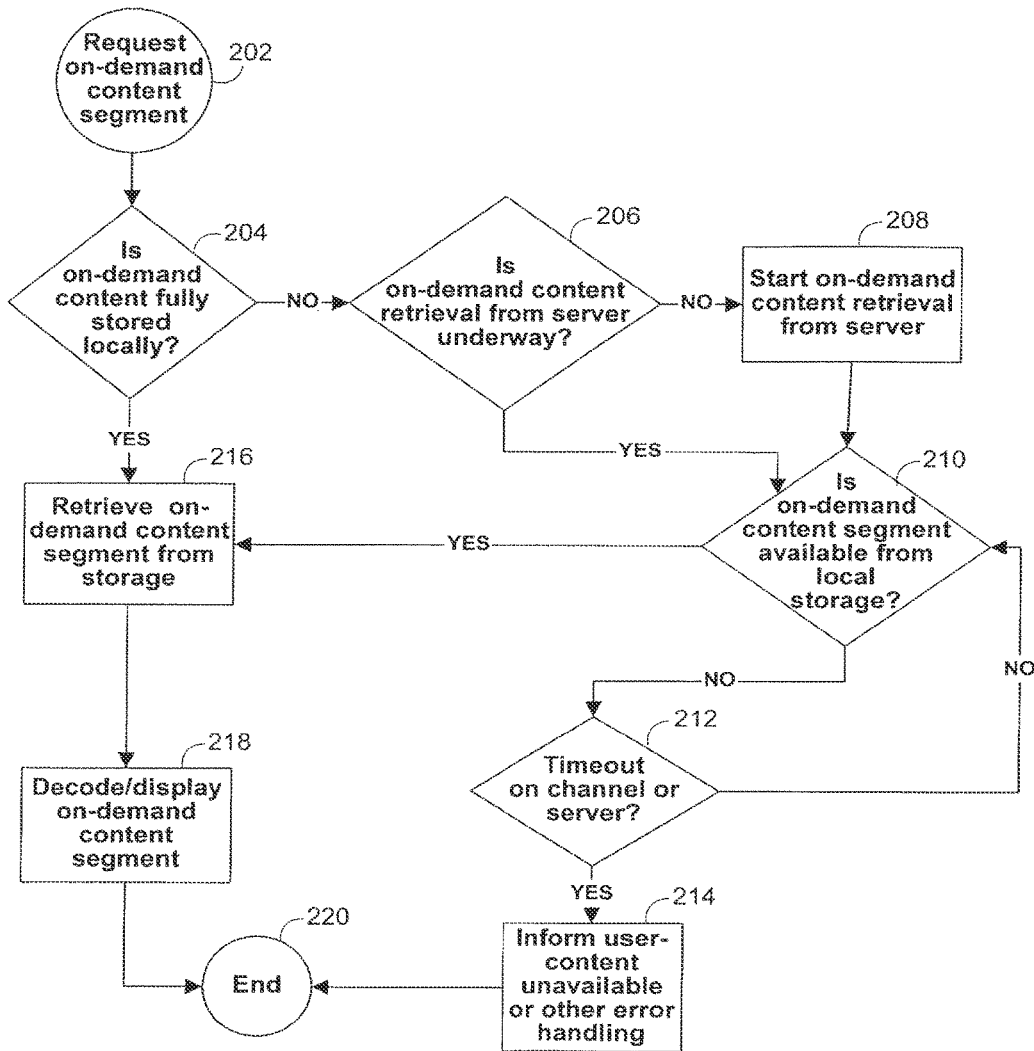 Request
on-demand
content
segment
202
Is
on-demand
content fully
stored
locally?
204
NO
Is
on-demand content
retrieval from server
underway?
206
NO
Start on-demand
content retrieval
from server
208
YES
YES
Retrieve on-
demand content
segment from
storage
216
YES
Is
on-demand
content segment
available from
local
storage?
210
NO
NO
Timeout
on channel or
server?
212
Decode/display
on-demand
content
segment
218
YES
Inform user-
content
unavailable
or other error
handling
214
End
220